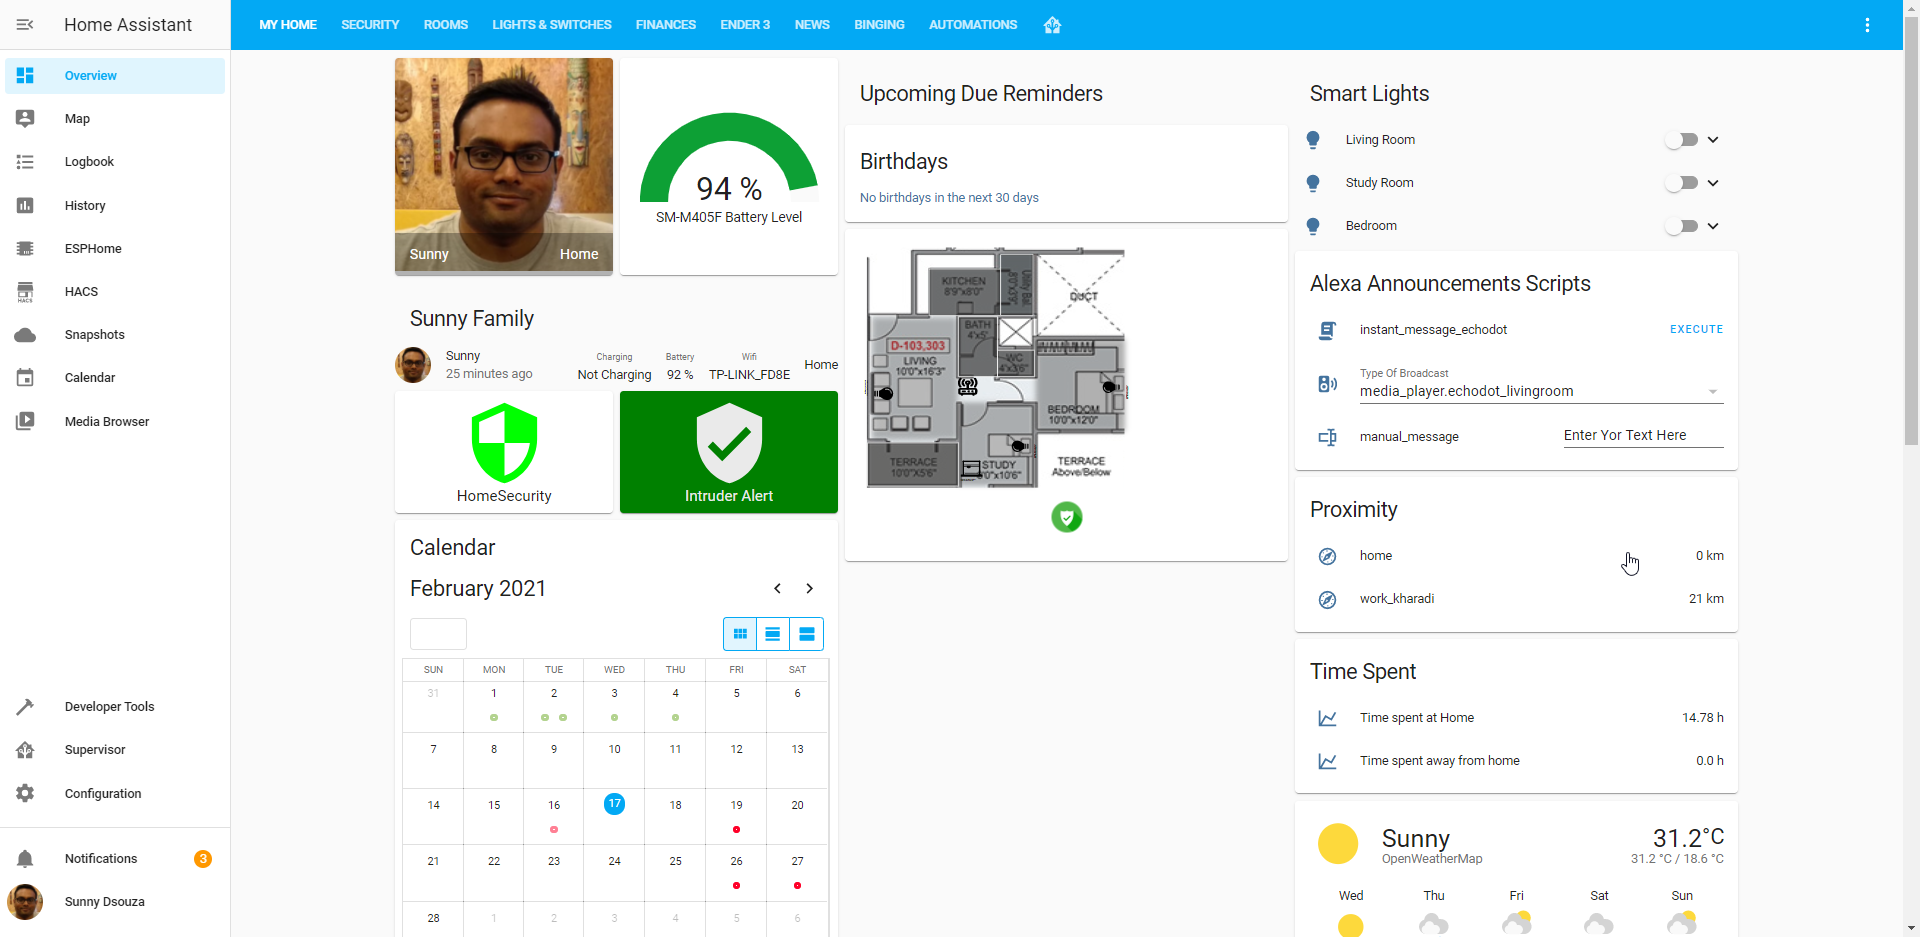 Home Assistant
MY HOME SECURITY ROOMS LIGHTS & SWITCHES FINANCES ENDER 3 NEWS BINGING AUTOMATIONS
Overview
Map
Logbook
History
ESPHome
HACS
HACS
Snapshots
Calendar
Media Browser
Developer Tools
Supervisor
Configuration
Notifications 3
Sunny Dsouza
Sunny Home
94 %
SM-M405F Battery Level
Sunny Family
Sunny
25 minutes ago
Charging Battery Wifi
Not Charging 92 % TP-LINK_FD8E Home
HomeSecurity
Intruder Alert
Calendar
February 2021
SUN MON TUE WED THU FRI SAT
31 1 2 3 4 5 6
7 8 9 10 11 12 13
14 15 16 17 18 19 20
21 22 23 24 25 26 27
28 1 2 3 4 5 6
Upcoming Due Reminders
Birthdays
No birthdays in the next 30 days
KITCHEN
8'9"x8'0"
DUCT
BATH
4'x5'
D-103,303
LIVING
10'0"x16'3"
WC
BEDROOM
10'0"x12'0"
TERRACE
10'0"X5'6"
STUDY
TERRACE
Above/Below
Smart Lights
Living Room
Study Room
Bedroom
Alexa Announcements Scripts
instant_message_echodot EXECUTE
Type Of Broadcast
media_player.echodot_livingroom
manual_message Enter Yor Text Here
Proximity
home 0 km
work_kharadi 21 km
Time Spent
Time spent at Home 14.78 h
Time spent away from home 0.0 h
Sunny 31.2°C
OpenWeatherMap 31.2 °C / 18.6 °C
Wed Thu Fri Sat Sun